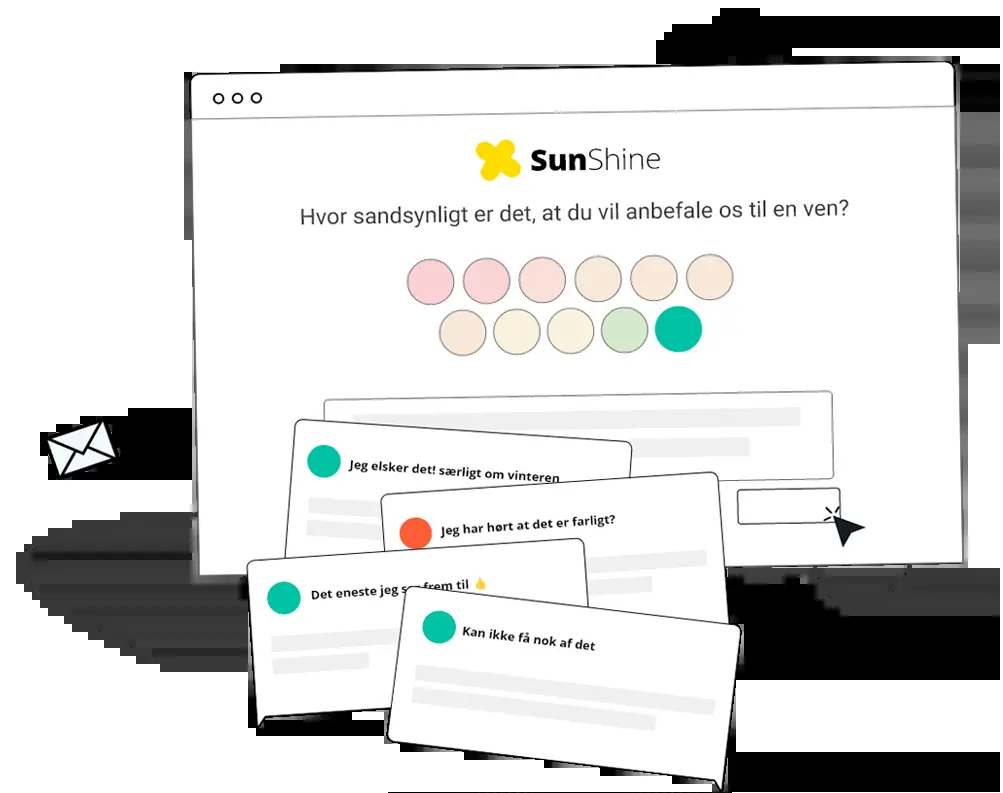 SunShine
Hvor sandsynligt er det, at du vil anbefale os til en ven?
Jeg elsker det! særligt om vinteren
Jeg har hørt at det er farligt?
Det eneste jeg ser frem til 👍
Kan ikke få nok af det